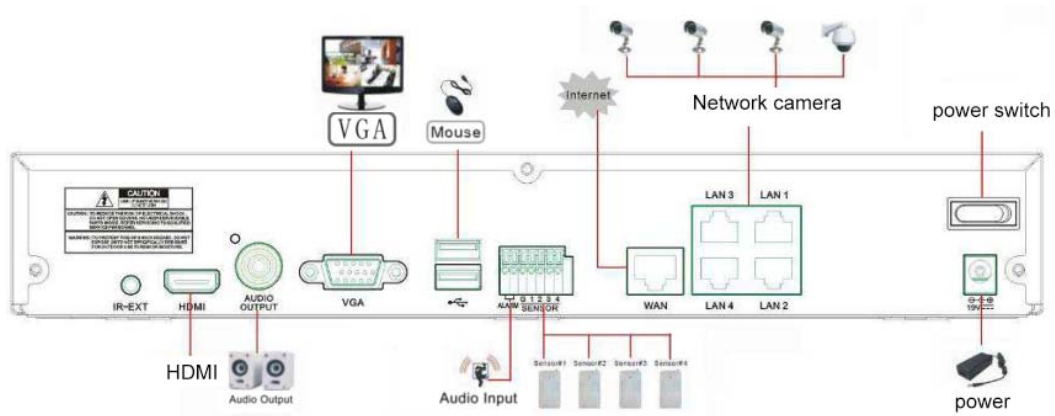 VGA
Mouse
Internet
Network camera
power switch
CAUTION
LAN 3
LAN 1
IR-EXT
HDMI
AUDIO
OUTPUT
VGA
ALARM
G 1 2 3 4
SENSOR
WAN
LAN 4
LAN 2
19V
HDMI
Audio Output
Audio Input
Sensor#1
Sensor#2
Sensor#3
Sensor#4
power